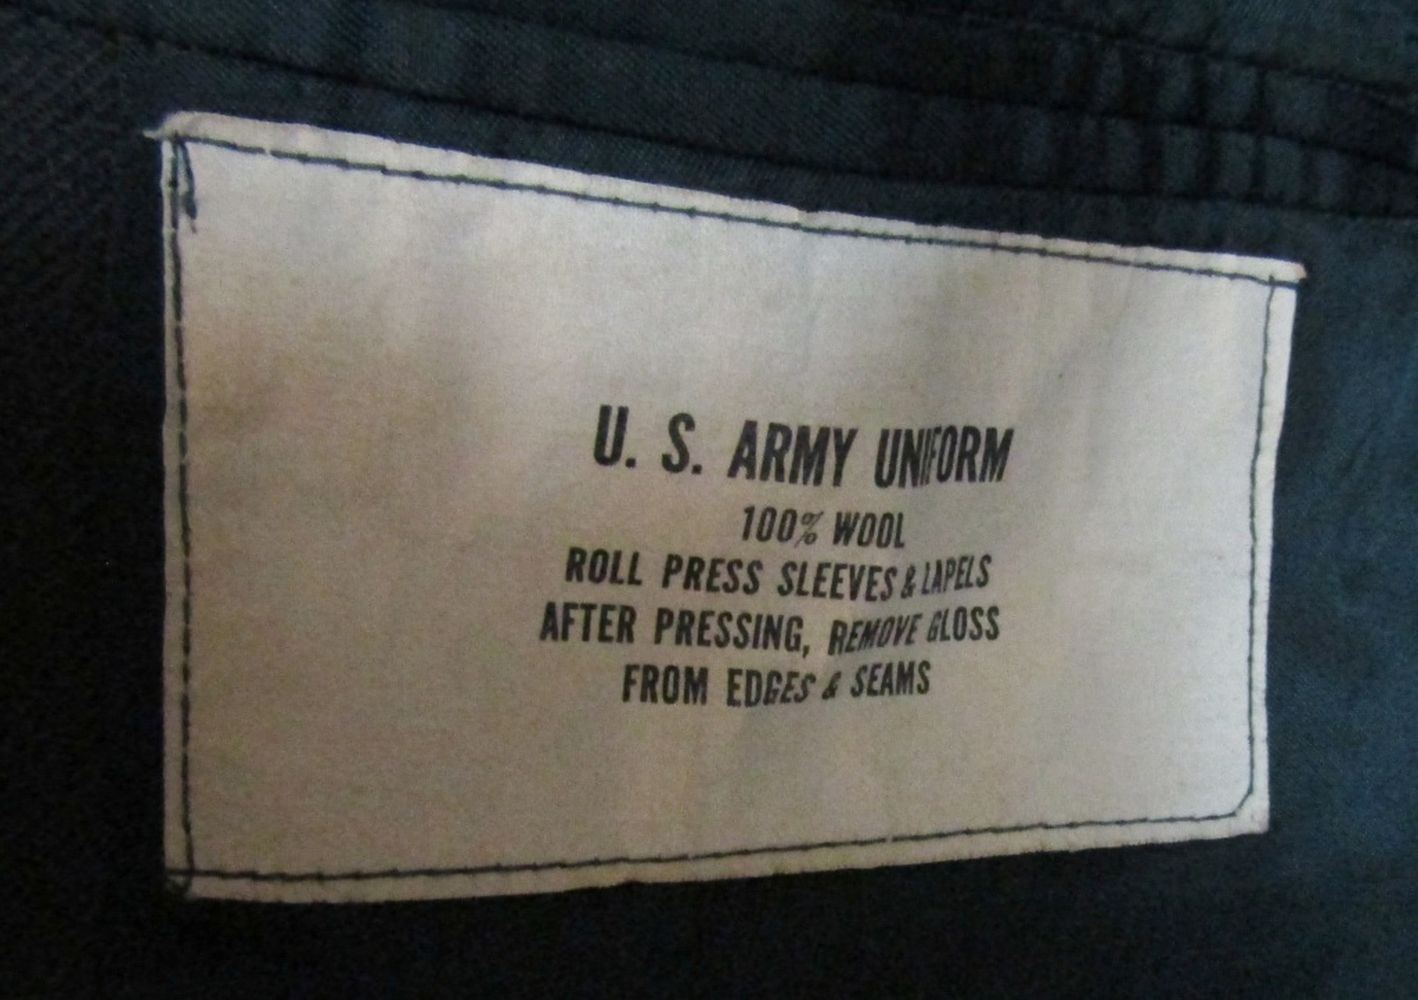 U. S. ARMY UNIFORM
100% WOOL
ROLL PRESS SLEEVES & LAPELS
AFTER PRESSING, REMOVE GLOSS
FROM EDGES & SEAMS